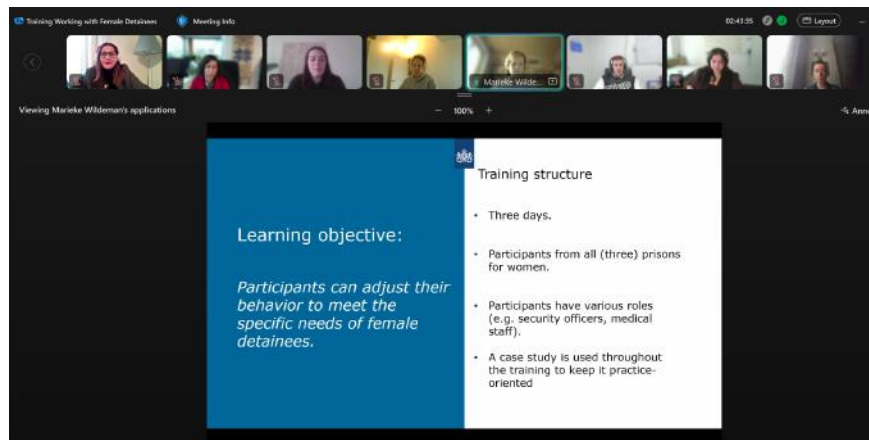 Training Working with Female Detainees
Meeting Info
02:43:35
Layout
Marieke Wilde...
Viewing Marieke Wildeman's applications
− 100% +
Anno
Training structure
• Three days.
Learning objective:
• Participants from all (three) prisons
for women.
Participants can adjust their
behavior to meet the
specific needs of female
detainees.
• Participants have various roles
(e.g. security officers, medical
staff).
• A case study is used throughout
the training to keep it practice-
oriented